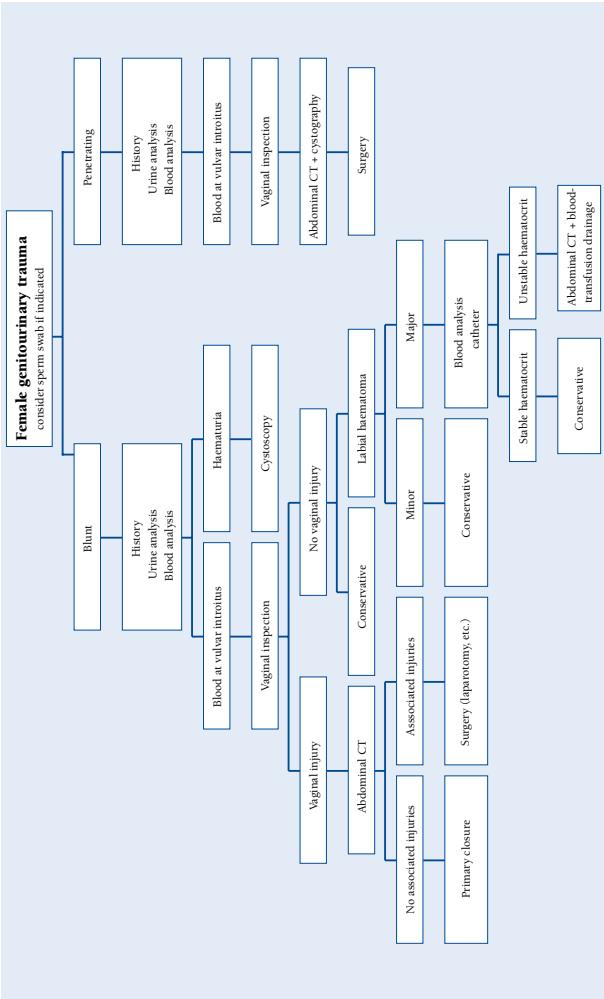 Female genitourinary trauma
consider sperm swab if indicated
Blunt
Penetrating
History
Urine analysis
Blood analysis
History
Urine analysis
Blood analysis
Blood at vulvar introitus
Haematuria
Blood at vulvar introitus
Vaginal inspection
Cystoscopy
Vaginal inspection
Vaginal injury
No vaginal injury
Abdominal CT + cystography
Abdominal CT
Conservative
Labial haematoma
Surgery
No associated injuries
Asssociated injuries
Minor
Major
Primary closure
Surgery (laparotomy, etc.)
Conservative
Blood analysis
catheter
Stable haematocrit
Unstable haematocrit
Conservative
Abdominal CT + blood-
transfusion drainage